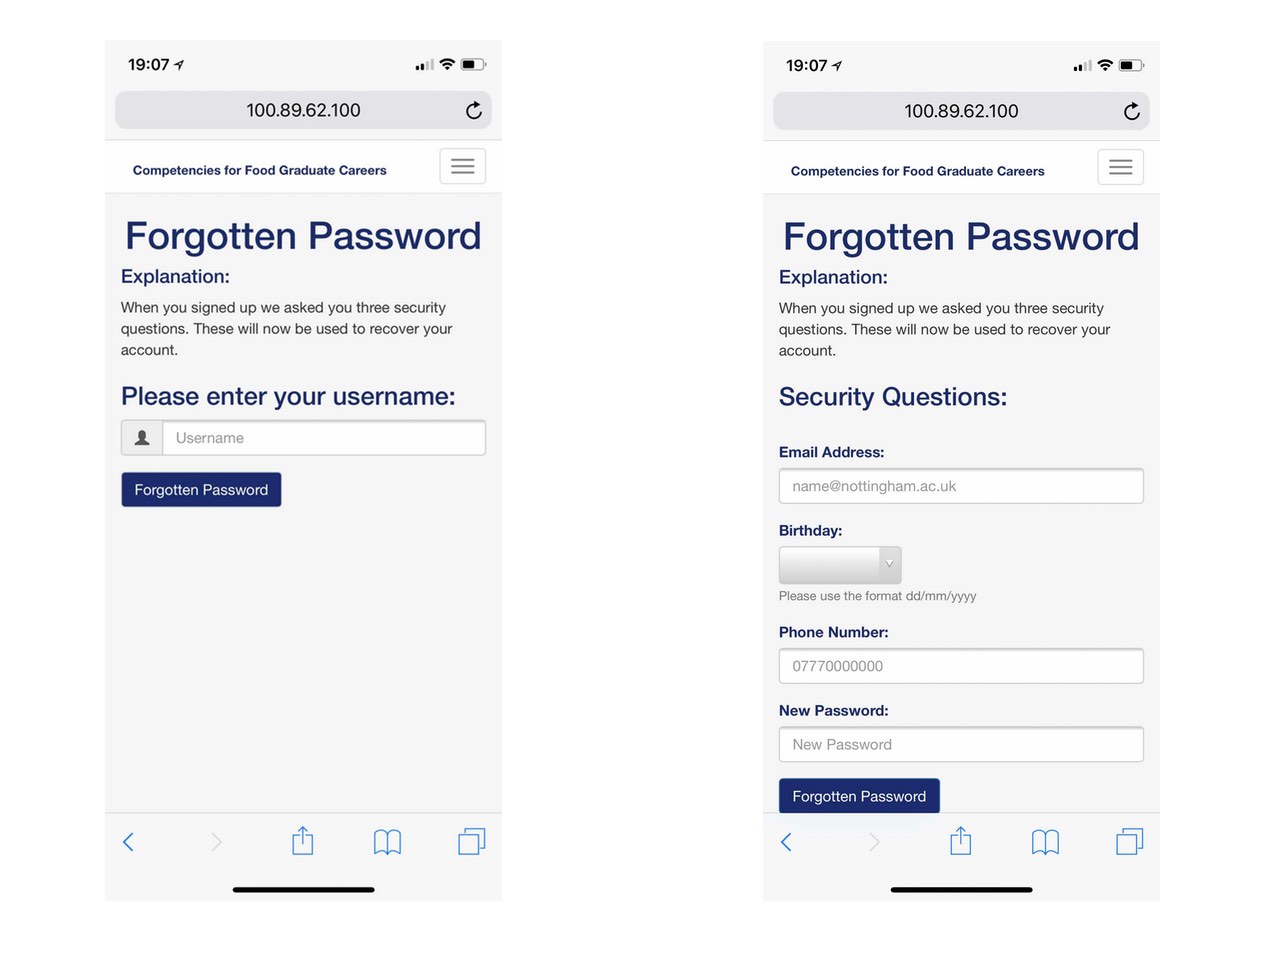 19:07
100.89.62.100
Competencies for Food Graduate Careers
Forgotten Password
Explanation:
When you signed up we asked you three security
questions. These will now be used to recover your
account.
Please enter your username:
Username
Forgotten Password
19:07
100.89.62.100
Competencies for Food Graduate Careers
Forgotten Password
Explanation:
When you signed up we asked you three security
questions. These will now be used to recover your
account.
Security Questions:
Email Address:
name@nottingham.ac.uk
Birthday:
Please use the format dd/mm/yyyy
Phone Number:
07770000000
New Password:
New Password
Forgotten Password